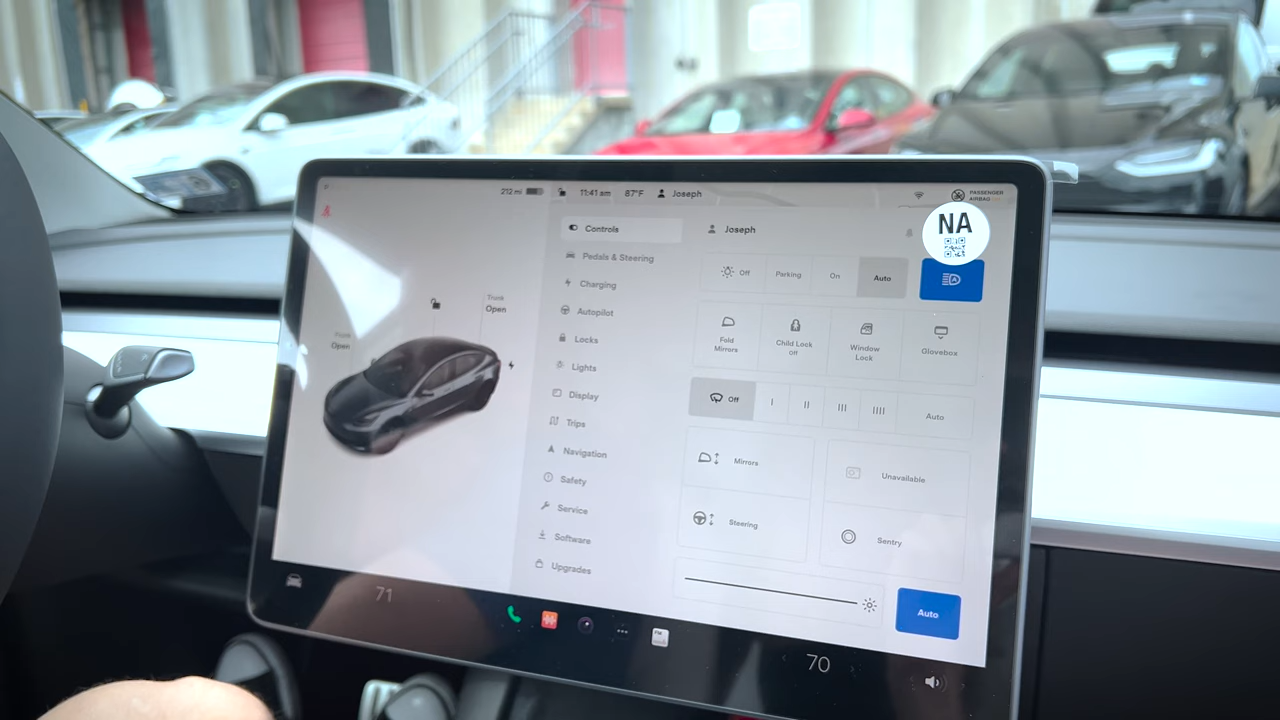 212 mi
11:41 am
87°F
Joseph
PASSENGER
AIRBAG
NA
Controls
Pedals & Steering
Charging
Autopilot
Locks
Lights
Display
Trips
Navigation
Safety
Service
Software
Upgrades
Trunk
Open
Front
Open
Joseph
Off
Parking
On
Auto
Fold
Mirrors
Child Lock
Off
Window
Lock
Glovebox
Off
I
II
III
IIII
Auto
Mirrors
Unavailable
Steering
Sentry
Auto
71
70